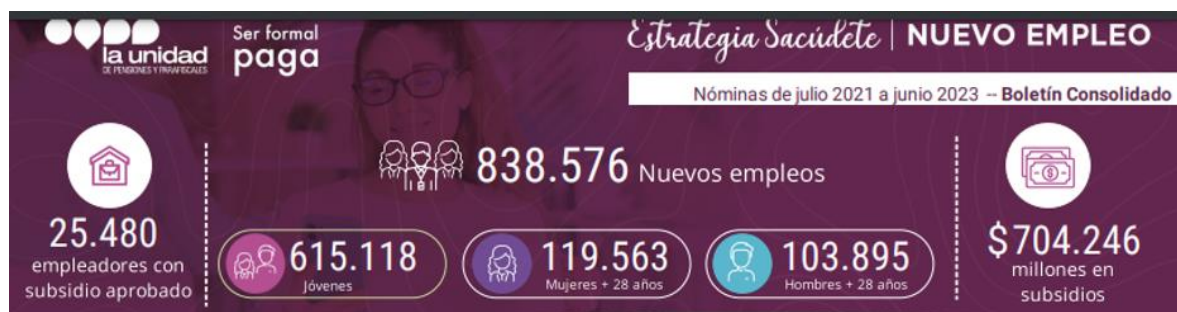 la unidad
DE PENSIONES Y PARAFISCALES
Ser formal
paga
Estrategia Sacúdete | NUEVO EMPLEO
Nóminas de julio 2021 a junio 2023 – Boletín Consolidado
25.480
empleadores con
subsidio aprobado
838.576 Nuevos empleos
615.118
Jóvenes
119.563
Mujeres + 28 años
103.895
Hombres + 28 años
$704.246
millones en
subsidios